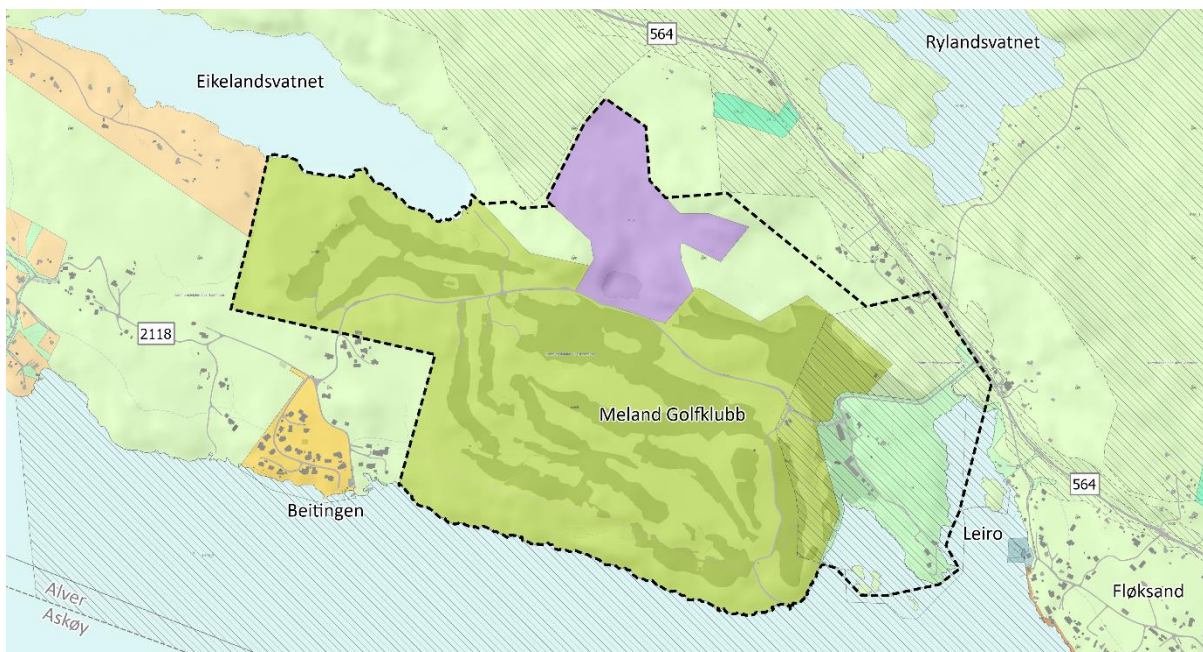 564
Rylandsvatnet
Eikelandsvatnet
2118
Meland Golfklubb
564
Beitingen
Leiro
Fløksand
Alver
Askøy